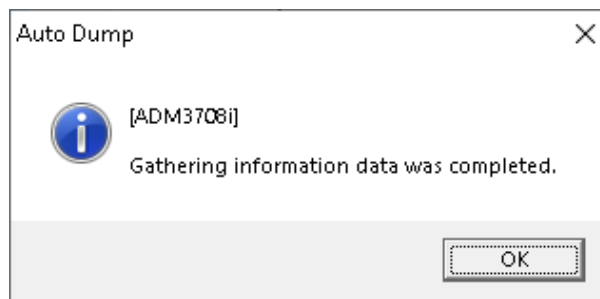 Auto Dump
[ADM3708i]
Gathering information data was completed.
OK